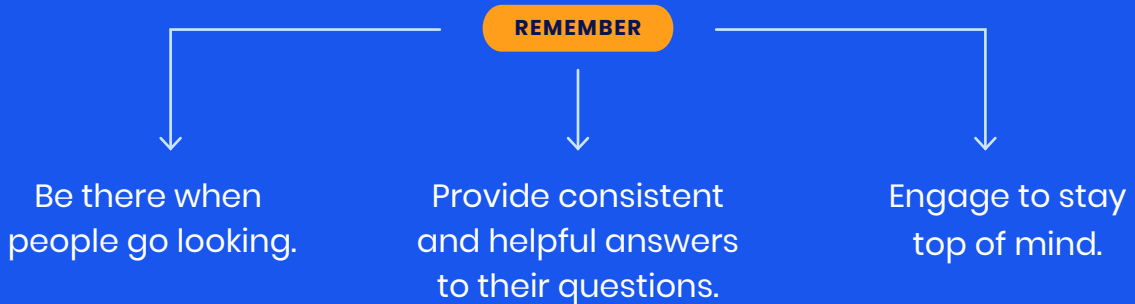 REMEMBER
Be there when
people go looking.
Provide consistent
and helpful answers
to their questions.
Engage to stay
top of mind.